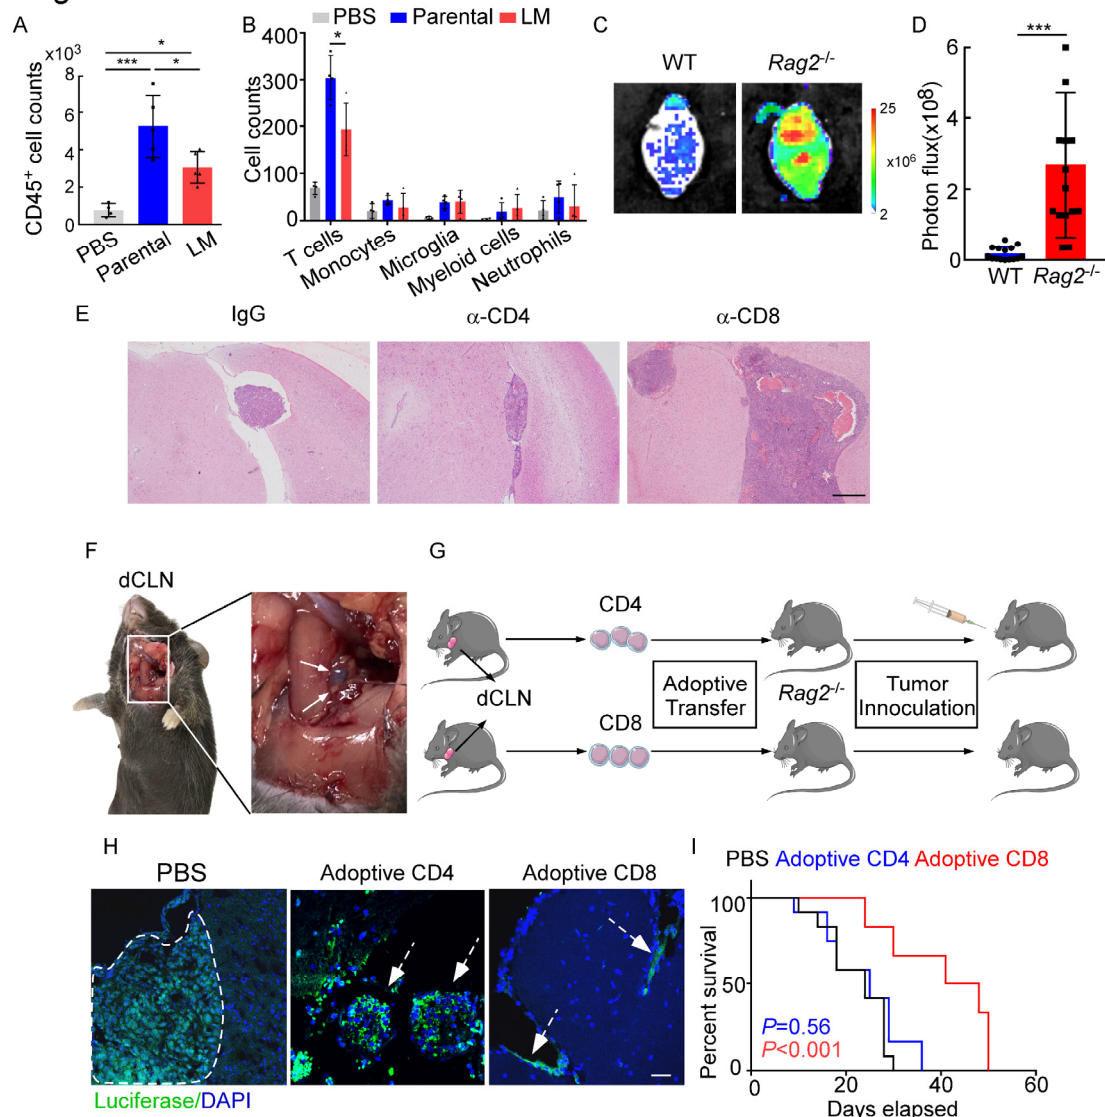 A
x10³
CD45⁺ cell counts
8
6
4
2
0
***
*
*
PBS
Parental
LM
B
PBS Parental LM
Cell counts
400
300
200
100
0
*
T cells
Monocytes
Microglia
Myeloid cells
Neutrophils
C
WT
Rag2⁻/⁻
25
x10⁶
2
D
Photon flux(x10⁸)
***
6
4
2
0
WT Rag2⁻/⁻
E
IgG
α-CD4
α-CD8
F
dCLN
G
CD4
dCLN
Adoptive
Transfer
Rag2⁻/⁻
Tumor
Innoculation
CD8
H
PBS
Adoptive CD4
Adoptive CD8
Luciferase/DAPI
I
PBS Adoptive CD4 Adoptive CD8
Percent survival
100
50
0
P=0.56
P<0.001
0
20
40
60
Days elapsed